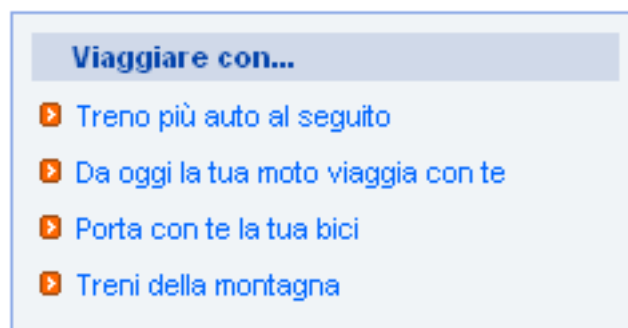 Viaggiare con...
Treno più auto al seguito
Da oggi la tua moto viaggia con te
Porta con te la tua bici
Treni della montagna